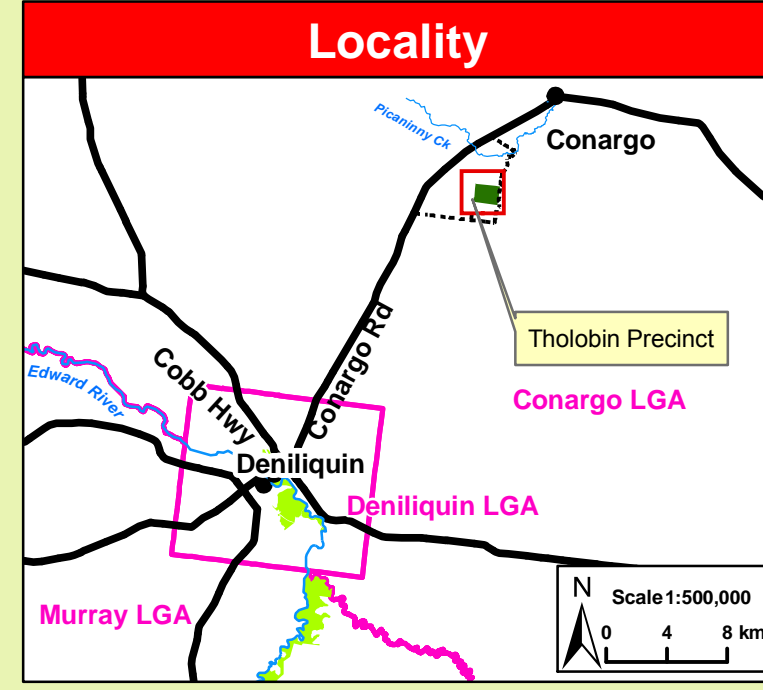 Locality
Picaninny Ck
Conargo
Tholobin Precinct
Conargo Rd
Conargo LGA
Cobb Hwy
Edward River
Deniliquin
Deniliquin LGA
Murray LGA
N
Scale 1:500,000
0 4 8 km